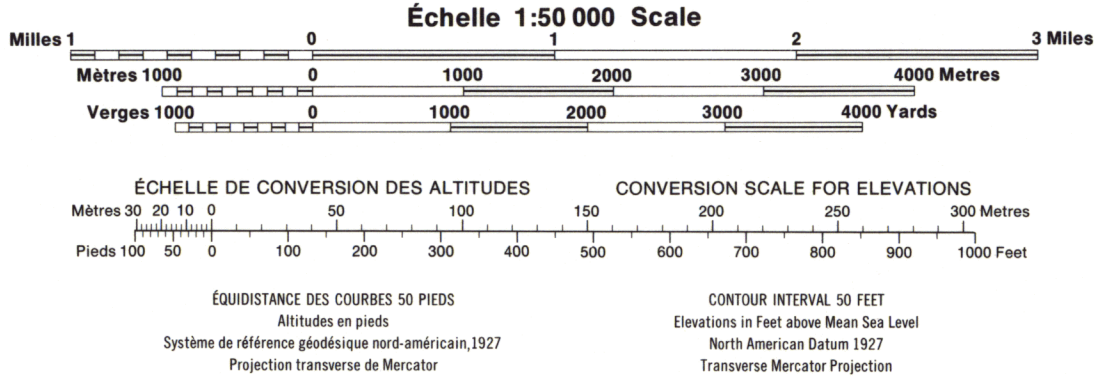 Échelle 1:50 000 Scale
Milles 1 0 1 2 3 Miles
Mètres 1000 0 1000 2000 3000 4000 Metres
Verges 1000 0 1000 2000 3000 4000 Yards
ÉCHELLE DE CONVERSION DES ALTITUDES CONVERSION SCALE FOR ELEVATIONS
Mètres 30 20 10 0 50 100 150 200 250 300 Metres
Pieds 100 50 0 100 200 300 400 500 600 700 800 900 1000 Feet
ÉQUIDISTANCE DES COURBES 50 PIEDS
Altitudes en pieds
Système de référence géodésique nord-américain,1927
Projection transverse de Mercator
CONTOUR INTERVAL 50 FEET
Elevations in Feet above Mean Sea Level
North American Datum 1927
Transverse Mercator Projection